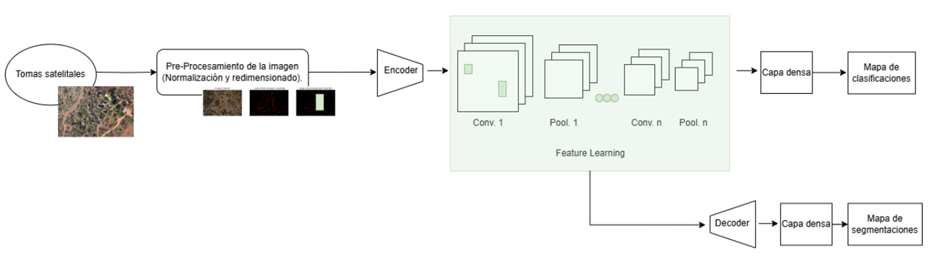 Tomas satelitales
Pre-Procesamiento de la imagen
(Normalización y redimensionado).
Encoder
Conv. 1
Pool. 1
Conv. n
Pool. n
Feature Learning
Capa densa
Mapa de
clasificaciones
Decoder
Capa densa
Mapa de
segmentaciones